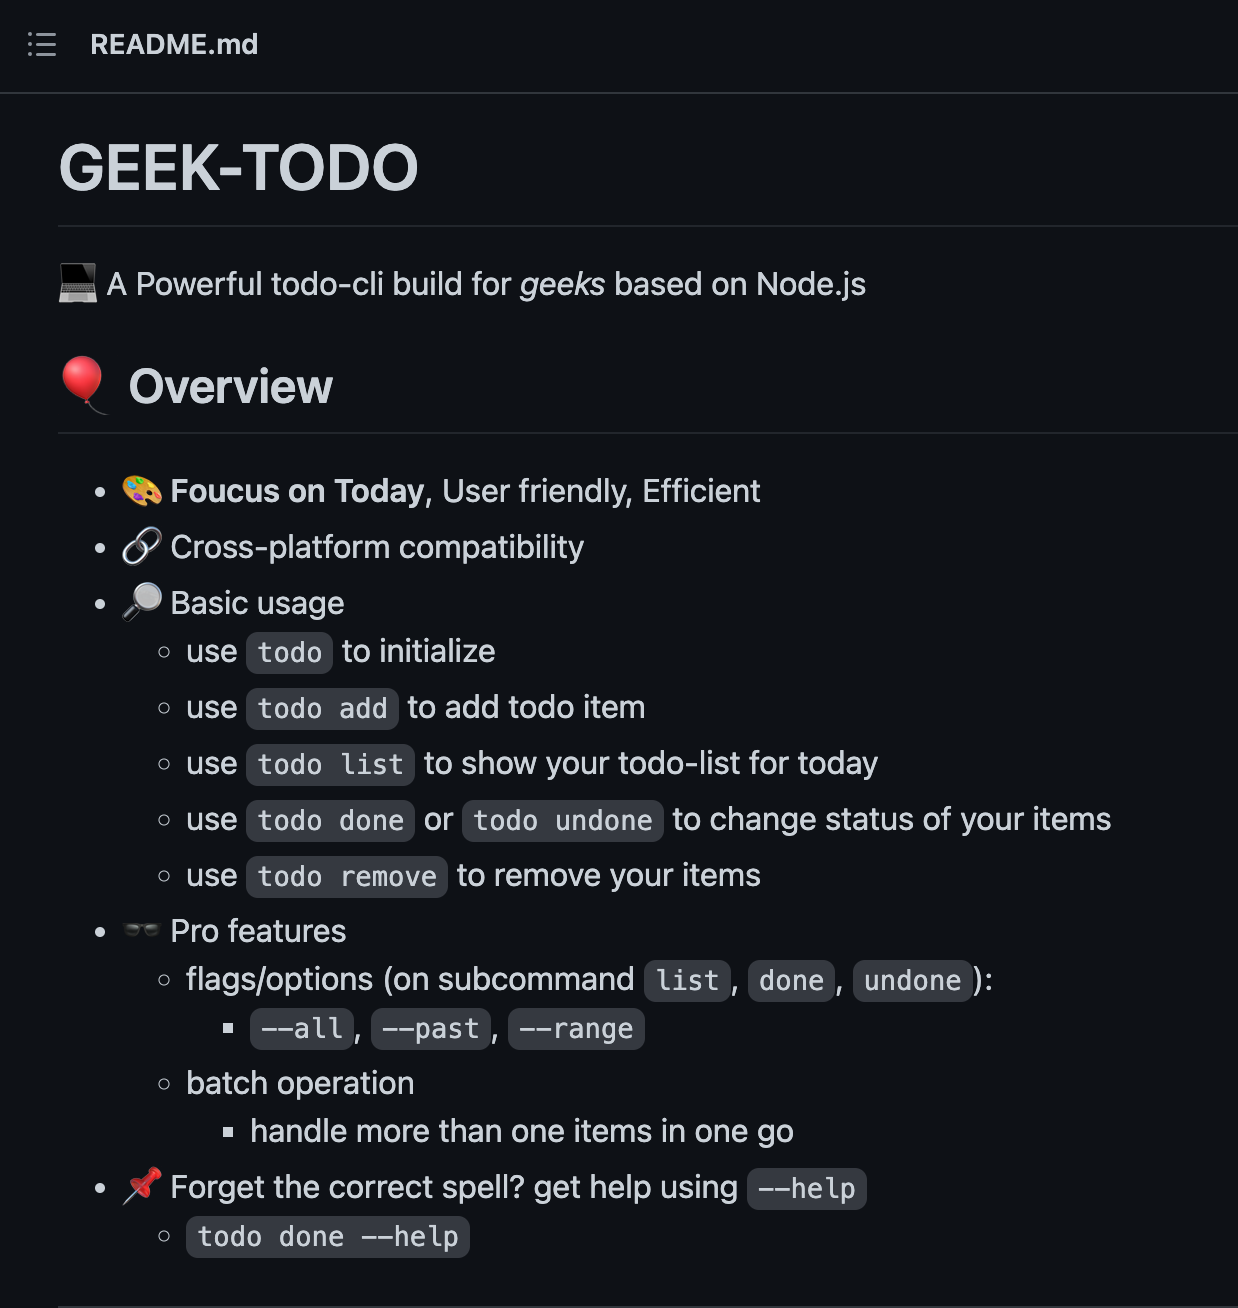 README.md
GEEK-TODO
💻 A Powerful todo-cli build for geeks based on Node.js
🎈 Overview
🎨 Foucus on Today, User friendly, Efficient
🔗 Cross-platform compatibility
🔎 Basic usage
use todo to initialize
use todo add to add todo item
use todo list to show your todo-list for today
use todo done or todo undone to change status of your items
use todo remove to remove your items
🕶️ Pro features
flags/options (on subcommand list, done, undone):
--all, --past, --range
batch operation
handle more than one items in one go
📌 Forget the correct spell? get help using --help
todo done --help